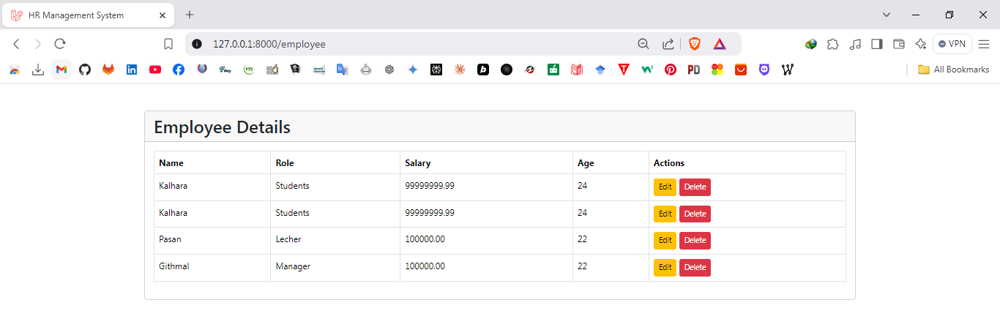 HR Management System
127.0.0.1:8000/employee
VPN
All Bookmarks
Employee Details
Name Role Salary Age Actions
Kalhara Students 99999999.99 24 Edit Delete
Kalhara Students 99999999.99 24 Edit Delete
Pasan Lecher 100000.00 22 Edit Delete
Githmal Manager 100000.00 22 Edit Delete